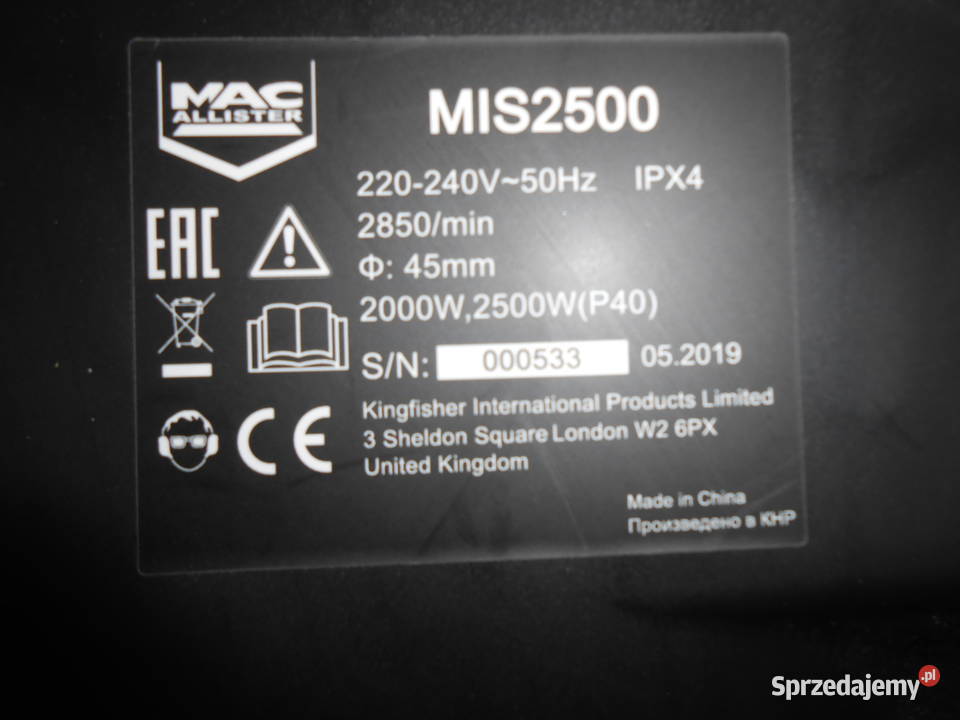 MAC
ALLISTER
MIS2500
220-240V~50Hz IPX4
2850/min
Φ: 45mm
2000W,2500W(P40)
S/N: 000533 05.2019
Kingfisher International Products Limited
3 Sheldon Square London W2 6PX
United Kingdom
EAC
CE
Made in China
Произведено в КНР
Sprzedajemy.pl